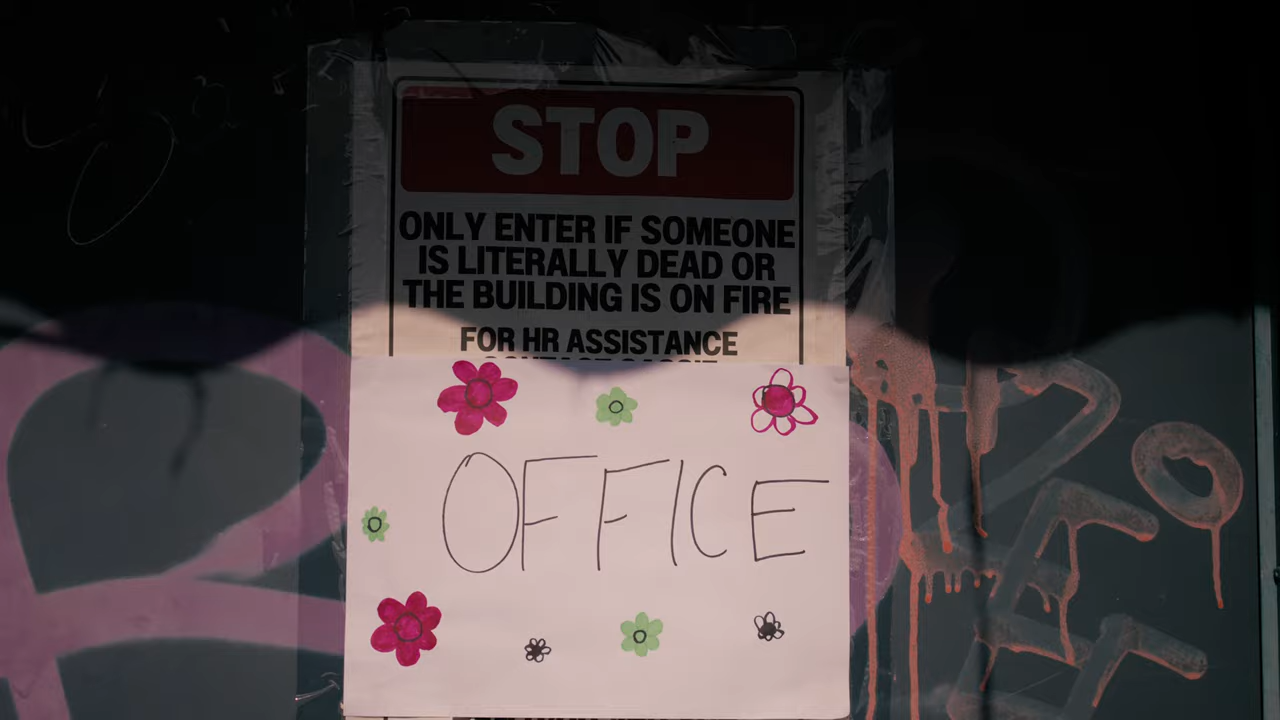 STOP
ONLY ENTER IF SOMEONE
IS LITERALLY DEAD OR
THE BUILDING IS ON FIRE
FOR HR ASSISTANCE
OFFICE